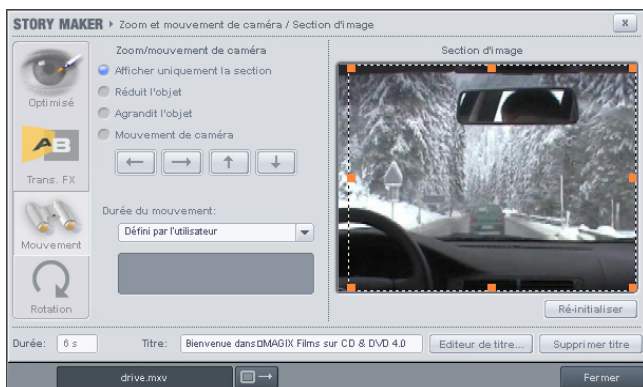 STORY MAKER ▸ Zoom et mouvement de caméra / Section d'image
x
Optimisé
AB
Trans. FX
Mouvement
Rotation
Zoom/mouvement de caméra
Afficher uniquement la section
Réduit l'objet
Agrandit l'objet
Mouvement de caméra
Durée du mouvement:
Défini par l'utilisateur
Section d'image
Ré-initialiser
Durée: 6 s Titre: Bienvenue dans□MAGIX Films sur CD & DVD 4.0 Editeur de titre... Supprimer titre
drive.mxv Fermer